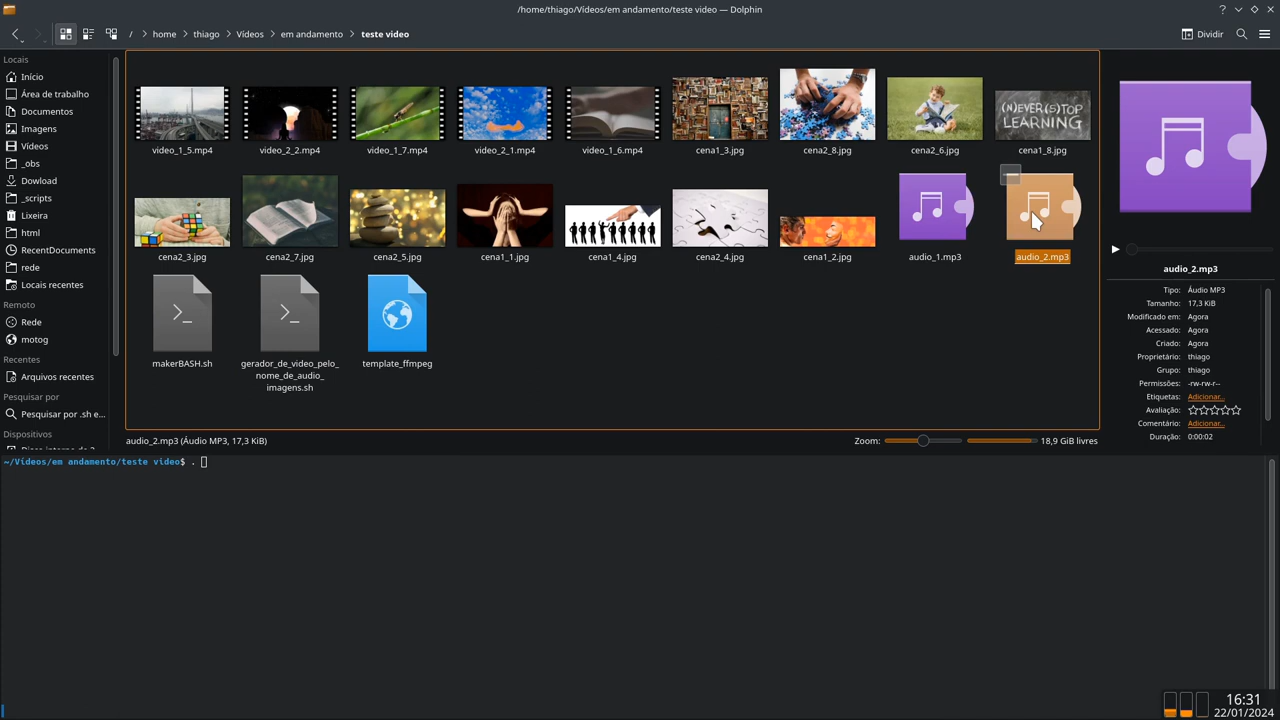 /home/thiago/Vídeos/em andamento/teste video — Dolphin
/ > home > thiago > Vídeos > em andamento > teste video
Dividir
Locais
Início
Área de trabalho
Documentos
Imagens
Vídeos
_obs
Dowload
_scripts
Lixeira
html
RecentDocuments
rede
Locais recentes
Remoto
Rede
motog
Recentes
Arquivos recentes
Pesquisar por
Pesquisar por .sh e...
Dispositivos
(N)EVER (S)TOP
LEARNING
video_1_5.mp4 video_2_2.mp4 video_1_7.mp4 video_2_1.mp4 video_1_6.mp4 cena1_3.jpg cena2_8.jpg cena2_6.jpg cena1_8.jpg
cena2_3.jpg cena2_7.jpg cena2_5.jpg cena1_1.jpg cena1_4.jpg cena2_4.jpg cena1_2.jpg audio_1.mp3 audio_2.mp3
makerBASH.sh
gerador_de_video_pelo_
nome_de_audio_
imagens.sh
template_ffmpeg
audio_2.mp3 (Áudio MP3, 17,3 KiB)
Zoom:
18,9 GiB livres
audio_2.mp3
Tipo: Áudio MP3
Tamanho: 17,3 KiB
Modificado em: Agora
Acessado: Agora
Criado: Agora
Proprietário: thiago
Grupo: thiago
Permissões: -rw-rw-r--
Etiquetas: Adicionar...
Avaliação:
Comentário: Adicionar...
Duração: 0:00:02
~/Vídeos/em andamento/teste video$ .
16:31
22/01/2024